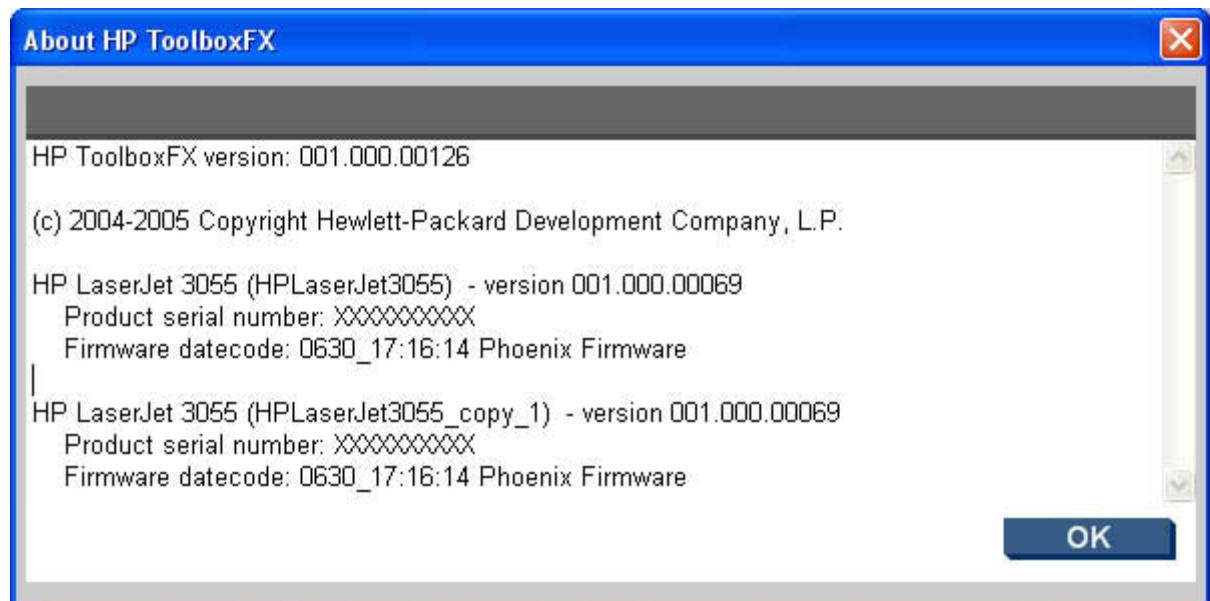 About HP ToolboxFX
HP ToolboxFX version: 001.000.00126
(c) 2004-2005 Copyright Hewlett-Packard Development Company, L.P.
HP LaserJet 3055 (HPLaserJet3055)  - version 001.000.00069
Product serial number: XXXXXXXXXX
Firmware datecode: 0630_17:16:14 Phoenix Firmware
HP LaserJet 3055 (HPLaserJet3055_copy_1)  - version 001.000.00069
Product serial number: XXXXXXXXXX
Firmware datecode: 0630_17:16:14 Phoenix Firmware
OK